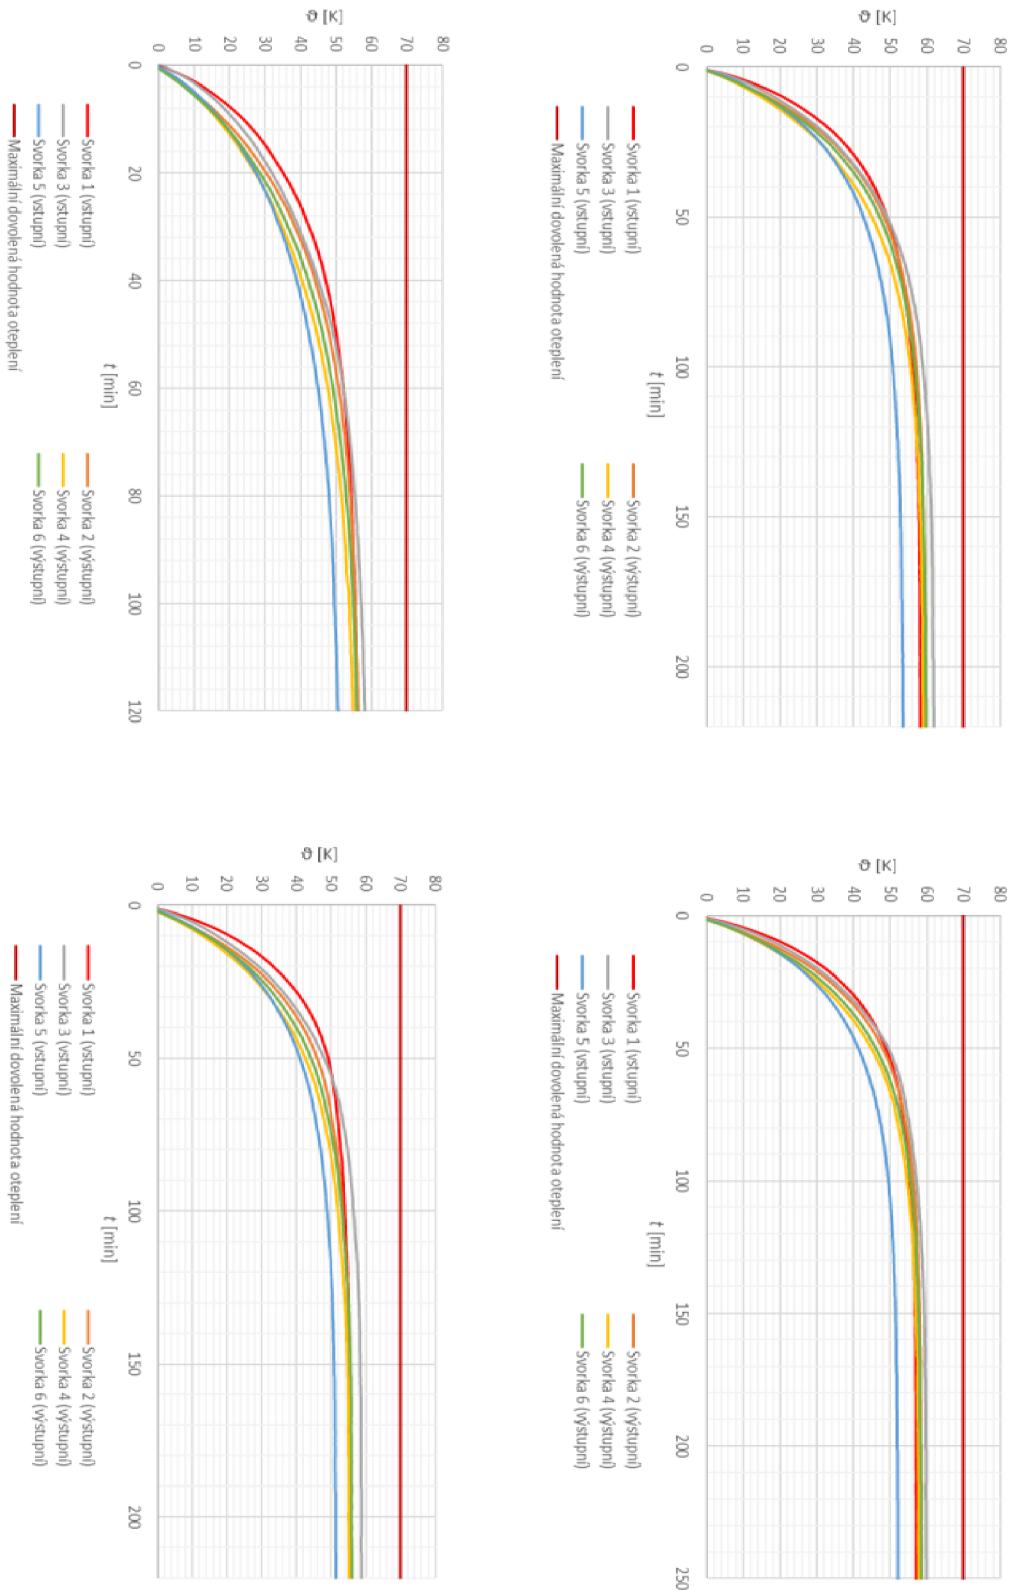 ϑ [K]
80
70
60
50
40
30
20
10
0
0 50 100 150 200
t [min]
Svorka 1 (vstupní) Svorka 2 (výstupní)
Svorka 3 (vstupní) Svorka 4 (výstupní)
Svorka 5 (vstupní) Svorka 6 (výstupní)
Maximální dovolená hodnota oteplení
ϑ [K]
80
70
60
50
40
30
20
10
0
0 50 100 150 200 250
t [min]
Svorka 1 (vstupní) Svorka 2 (výstupní)
Svorka 3 (vstupní) Svorka 4 (výstupní)
Svorka 5 (vstupní) Svorka 6 (výstupní)
Maximální dovolená hodnota oteplení
ϑ [K]
80
70
60
50
40
30
20
10
0
0 20 40 60 80 100 120
t [min]
Svorka 1 (vstupní) Svorka 2 (výstupní)
Svorka 3 (vstupní) Svorka 4 (výstupní)
Svorka 5 (vstupní) Svorka 6 (výstupní)
Maximální dovolená hodnota oteplení
ϑ [K]
80
70
60
50
40
30
20
10
0
0 50 100 150 200
t [min]
Svorka 1 (vstupní) Svorka 2 (výstupní)
Svorka 3 (vstupní) Svorka 4 (výstupní)
Svorka 5 (vstupní) Svorka 6 (výstupní)
Maximální dovolená hodnota oteplení